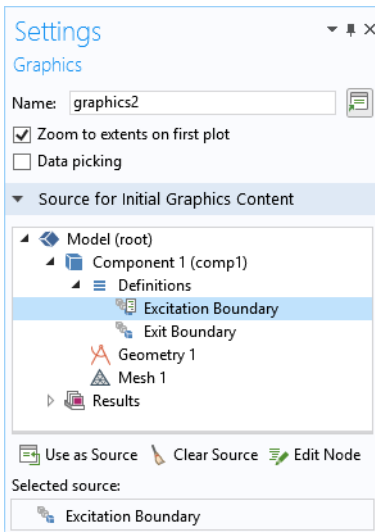 Settings
Graphics
Name: graphics2
Zoom to extents on first plot
Data picking
Source for Initial Graphics Content
Model (root)
Component 1 (comp1)
Definitions
Excitation Boundary
Exit Boundary
Geometry 1
Mesh 1
Results
Use as Source Clear Source Edit Node
Selected source:
Excitation Boundary